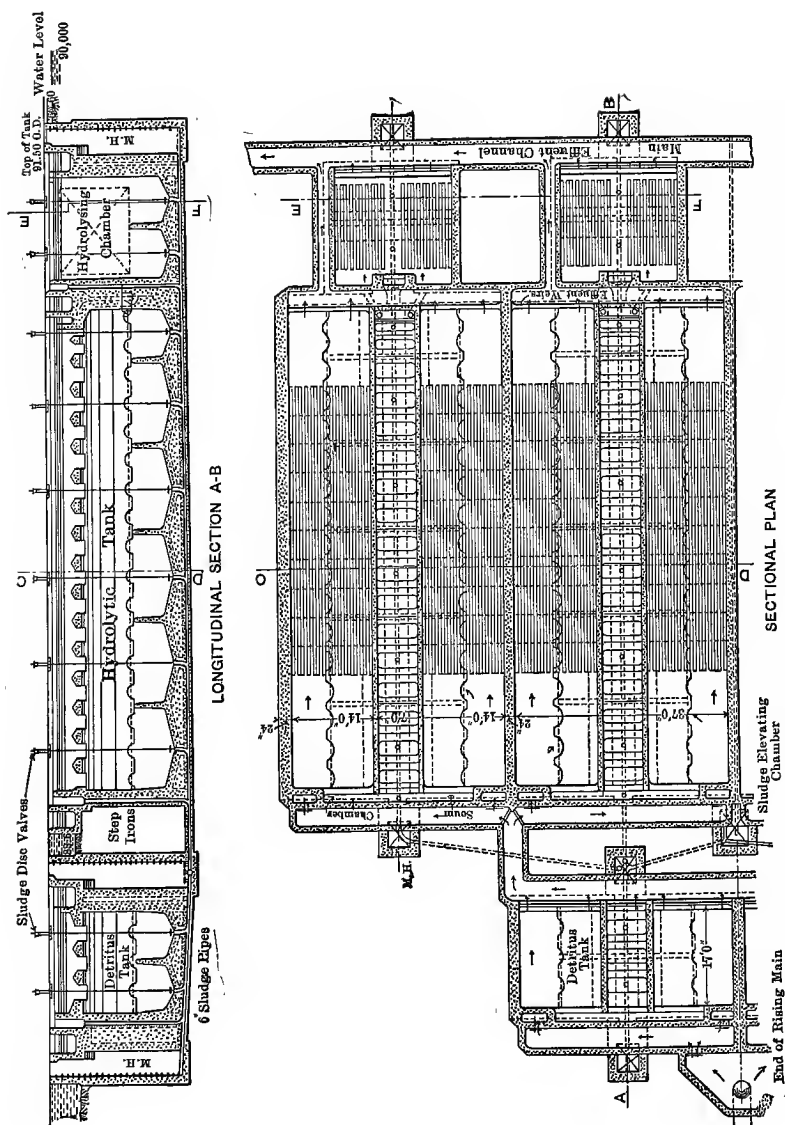 Sludge Disc Valves
Top of Tank
91.50 O.D.
Water Level
90,000
M.H.
Detritus
Tank
Step
Irons
Hydrolytic Tank
Hydrolysing
Chamber
M.H.
E
F
C
D
6" Sludge Pipes
LONGITUDINAL SECTION A-B
Main Effluent Channel
E
F
Effluent Weirs
B
C
D
24"
14'0"
7'0"
14'0"
24"
37'0"
Scum
Chamber
M.H.
Sludge Elevating
Chamber
Detritus
Tank
17'0"
A
End of Rising Main
SECTIONAL PLAN